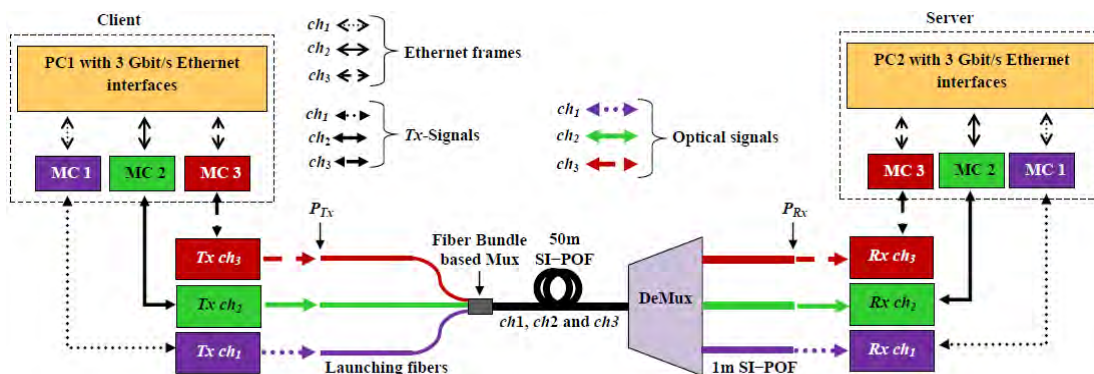 Client
Server
PC1 with 3 Gbit/s Ethernet
interfaces
ch1
ch2
ch3
Ethernet frames
ch1
ch2
ch3
Tx-Signals
ch1
ch2
ch3
Optical signals
PC2 with 3 Gbit/s Ethernet
interfaces
MC 1
MC 2
MC 3
MC 3
MC 2
MC 1
PTx
PRx
Fiber Bundle
based Mux
50m
SI−POF
Tx ch3
Tx ch2
Tx ch1
DeMux
Rx ch3
Rx ch2
Rx ch1
ch1, ch2 and ch3
Launching fibers
1m SI−POF